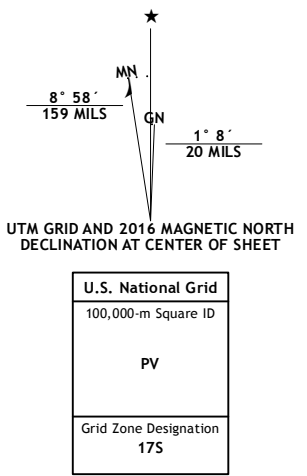 ★
MN
8° 58´
159 MILS
GN
1° 8´
20 MILS
UTM GRID AND 2016 MAGNETIC NORTH
DECLINATION AT CENTER OF SHEET
U.S. National Grid
100,000-m Square ID
PV
Grid Zone Designation
17S